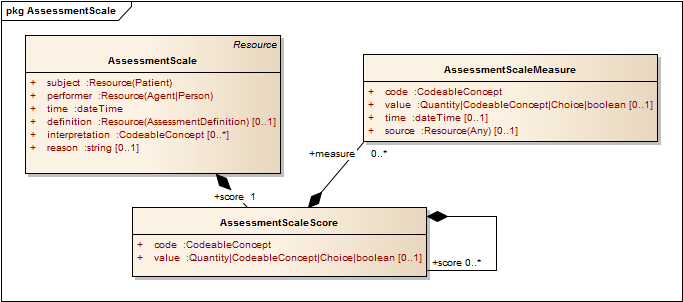 pkg AssessmentScale
Resource
AssessmentScale
+ subject :Resource(Patient)
+ performer :Resource(Agent|Person)
+ time :dateTime
+ definition :Resource(AssessmentDefinition) [0..1]
+ interpretation :CodeableConcept [0..*]
+ reason :string [0..1]
AssessmentScaleMeasure
+ code :CodeableConcept
+ value :Quantity|CodeableConcept|Choice|boolean [0..1]
+ time :dateTime [0..1]
+ source :Resource(Any) [0..1]
+measure 0..*
+score 1
AssessmentScaleScore
+ code :CodeableConcept
+ value :Quantity|CodeableConcept|Choice|boolean [0..1]
+score 0..*